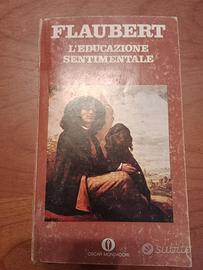 FLAUBERT
L'EDUCAZIONE
SENTIMENTALE
OSCAR MONDADORI
subito